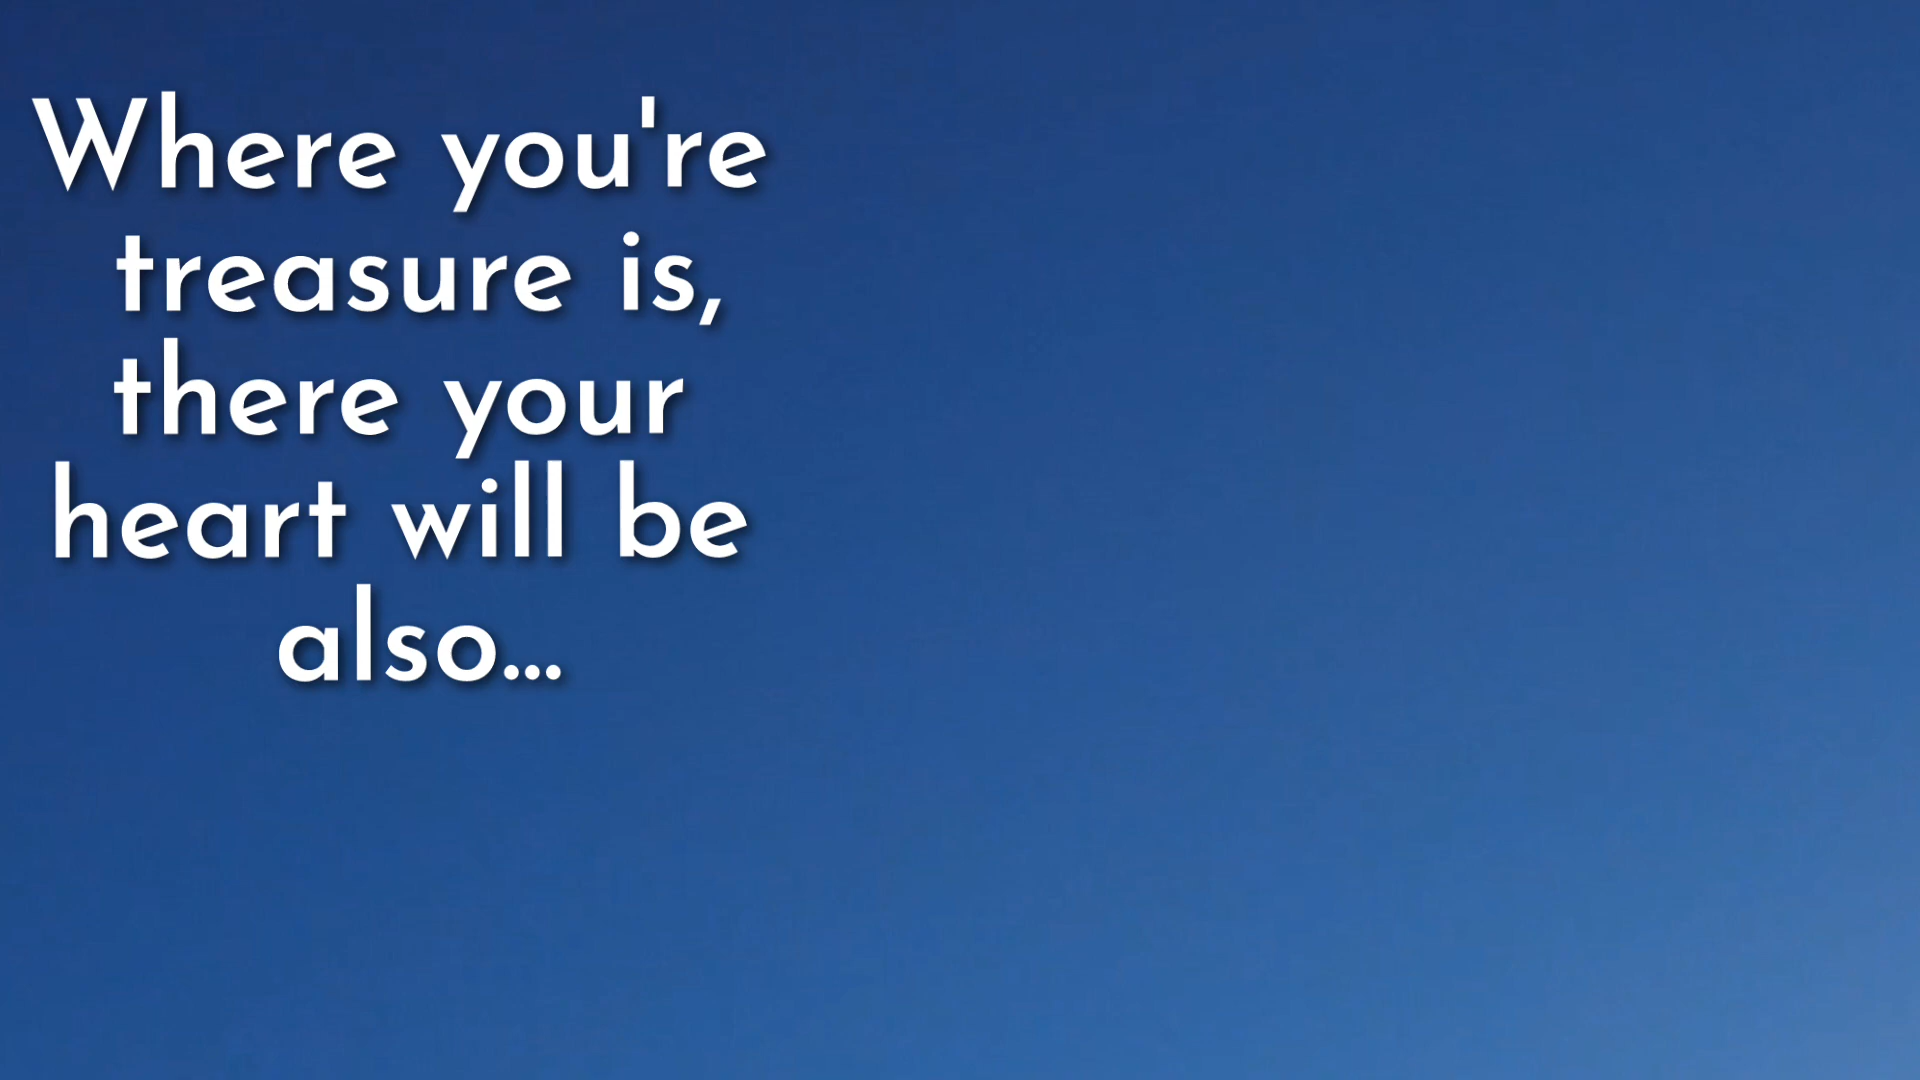 Where you're
treasure is,
there your
heart will be
also...